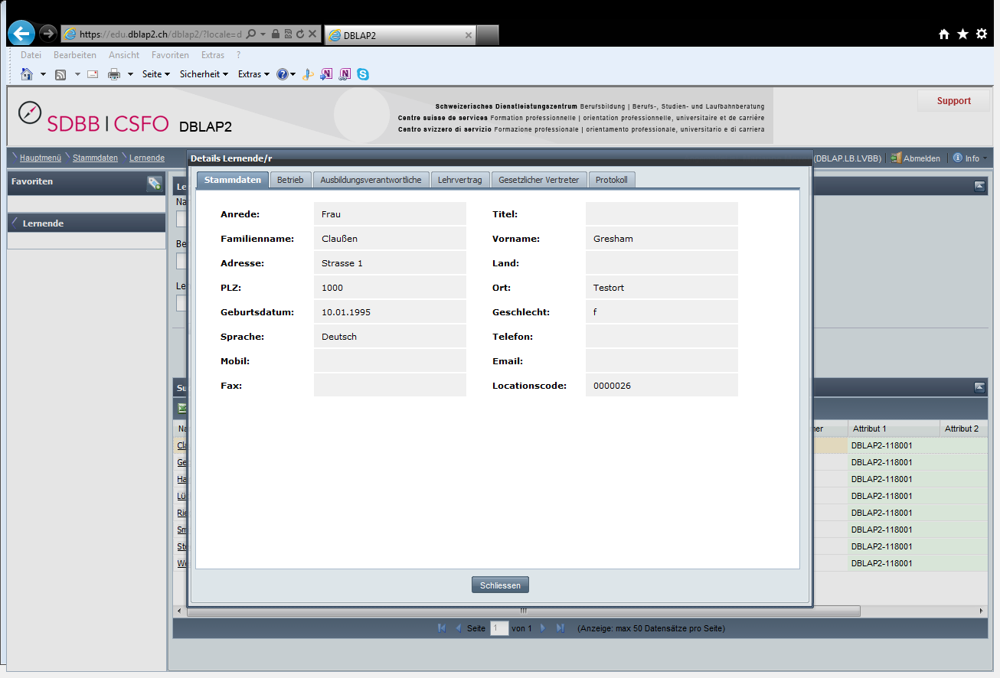 https://edu.dblap2.ch/dblap2/?locale=d
DBLAP2
Datei Bearbeiten Ansicht Favoriten Extras ?
Seite Sicherheit Extras
SDBB | CSFO DBLAP2
Schweizerisches Dienstleistungszentrum Berufsbildung | Berufs-, Studien- und Laufbahnberatung
Centre suisse de services Formation professionnelle | orientation professionnelle, universitaire et de carrière
Centro svizzero di servizio Formazione professionale | orientamento professionale, universitario e di carriera
Support
Hauptmenü Stammdaten Lernende
(DBLAP.LB.LVBB) Abmelden Info
Details Lernende/r
Favoriten
Lernende
Stammdaten Betrieb Ausbildungsverantwortliche Lehrvertrag Gesetzlicher Vertreter Protokoll
Anrede: Frau Titel:
Familienname: Claußen Vorname: Gresham
Adresse: Strasse 1 Land:
PLZ: 1000 Ort: Testort
Geburtsdatum: 10.01.1995 Geschlecht: f
Sprache: Deutsch Telefon:
Mobil: Email:
Fax: Locationscode: 0000026
Attribut 1 Attribut 2
DBLAP2-118001
DBLAP2-118001
DBLAP2-118001
DBLAP2-118001
DBLAP2-118001
DBLAP2-118001
DBLAP2-118001
DBLAP2-118001
Schliessen
Seite 1 von 1 (Anzeige: max 50 Datensätze pro Seite)